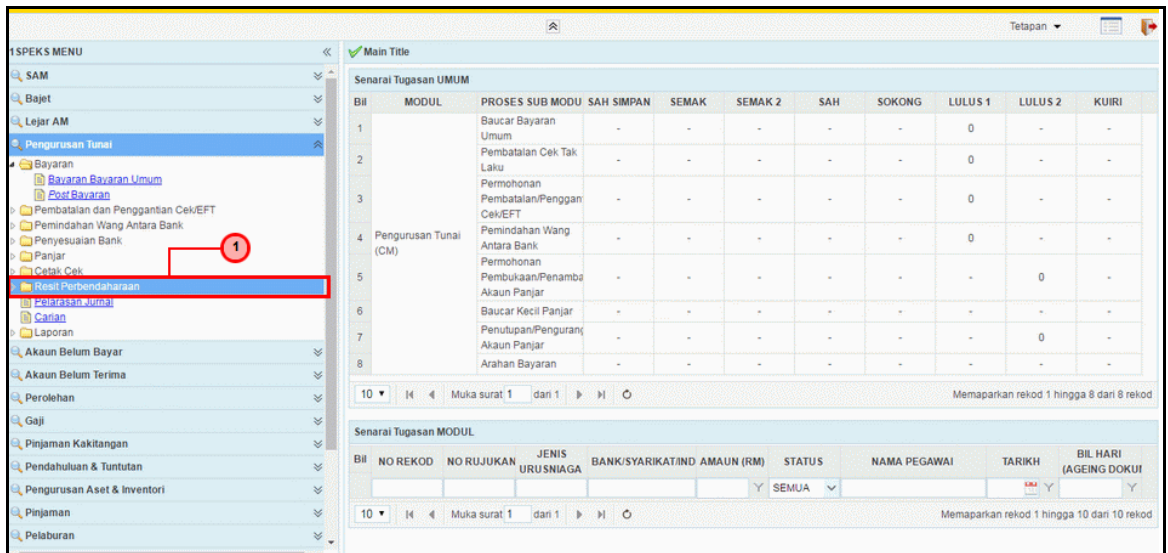 Tetapan
1SPEKS MENU
SAM
Bajet
Lejar AM
Pengurusan Tunai
Bayaran
Bayaran Bayaran Umum
Post Bayaran
Pembatalan dan Penggantian Cek/EFT
Pemindahan Wang Antara Bank
Penyesuaian Bank
Panjar
Cetak Cek
Resit Perbendaharaan
Pelarasan Jurnal
Carian
Laporan
Akaun Belum Bayar
Akaun Belum Terima
Perolehan
Gaji
Pinjaman Kakitangan
Pendahuluan & Tuntutan
Pengurusan Aset & Inventori
Pinjaman
Pelaburan
1
Main Title
Senarai Tugasan UMUM
Bil MODUL PROSES SUB MODU SAH SIMPAN SEMAK SEMAK 2 SAH SOKONG LULUS 1 LULUS 2 KUIRI
Pengurusan Tunai
(CM)
1 Baucar Bayaran
Umum - - - - - 0 - -
2 Pembatalan Cek Tak
Laku - - - - - 0 - -
3 Permohonan
Pembatalan/Penggan
Cek/EFT - - - - - 0 - -
4 Pemindahan Wang
Antara Bank - - - - - 0 - -
5 Permohonan
Pembukaan/Penamba
Akaun Panjar - - - - - - 0 -
6 Baucar Kecil Panjar - - - - - - - -
7 Penutupan/Pengurang
Akaun Panjar - - - - - - 0 -
8 Arahan Bayaran - - - - - - - -
10 Muka surat 1 dari 1 Memaparkan rekod 1 hingga 8 dari 8 rekod
Senarai Tugasan MODUL
Bil NO REKOD NO RUJUKAN JENIS
URUSNIAGA BANK/SYARIKAT/IND AMAUN (RM) STATUS NAMA PEGAWAI TARIKH BIL HARI
(AGEING DOKU
SEMUA
10 Muka surat 1 dari 1 Memaparkan rekod 1 hingga 10 dari 10 rekod